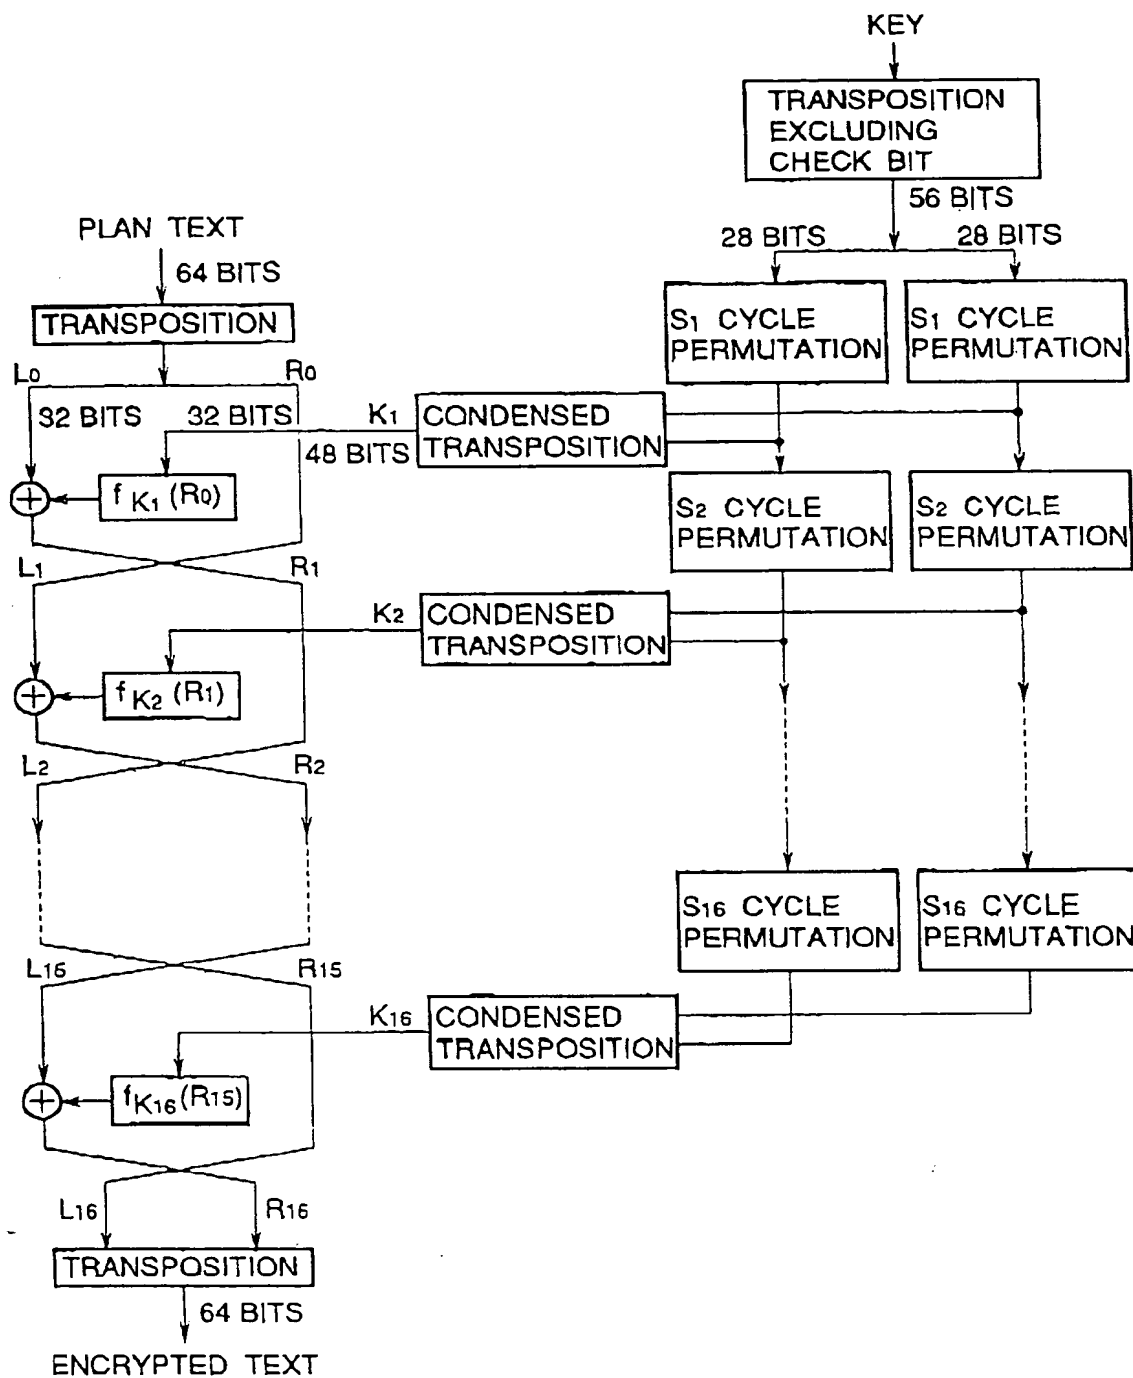 KEY
TRANSPOSITION
EXCLUDING
CHECK BIT
56 BITS
28 BITS
28 BITS
PLAN TEXT
64 BITS
TRANSPOSITION
S1 CYCLE
PERMUTATION
S1 CYCLE
PERMUTATION
L0
R0
32 BITS
32 BITS
K1
48 BITS
CONDENSED
TRANSPOSITION
fK1 (R0)
S2 CYCLE
PERMUTATION
S2 CYCLE
PERMUTATION
L1
R1
K2
CONDENSED
TRANSPOSITION
fK2 (R1)
L2
R2
S16 CYCLE
PERMUTATION
S16 CYCLE
PERMUTATION
L16
R15
K16
CONDENSED
TRANSPOSITION
fK16(R15)
L16
R16
TRANSPOSITION
64 BITS
ENCRYPTED TEXT